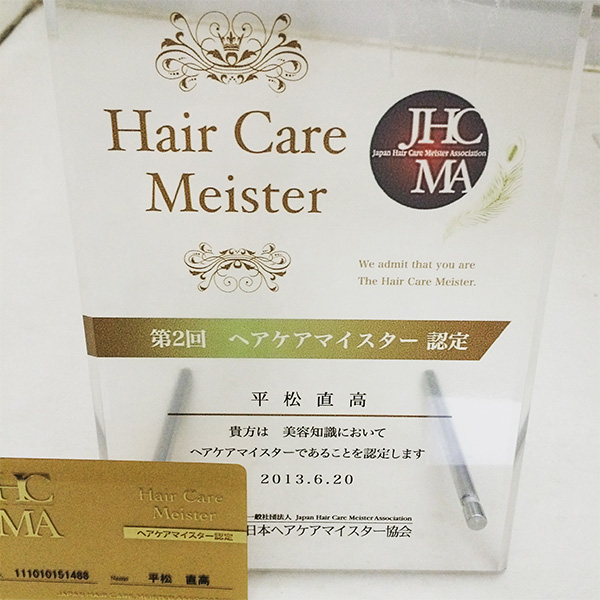 Hair Care
Meister
JHC
Japan Hair Care Meister Association
MA
We admit that you are
The Hair Care Meister.
第2回 ヘアケアマイスター 認定
平 松 直 高
貴方は 美容知識において
ヘアケアマイスターであることを認定します
2013.6.20
一般社団法人 Japan Hair Care Meister Association
日本ヘアケアマイスター協会
JHC
MA
Hair Care
Meister
ヘアケアマイスター認定
111010151488 Name 平松 直高